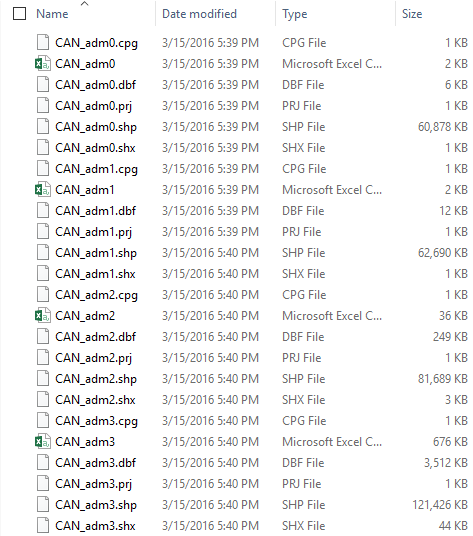 Name Date modified Type Size
CAN_adm0.cpg 3/15/2016 5:39 PM CPG File 1 KB
CAN_adm0 3/15/2016 5:39 PM Microsoft Excel C... 2 KB
CAN_adm0.dbf 3/15/2016 5:39 PM DBF File 6 KB
CAN_adm0.prj 3/15/2016 5:39 PM PRJ File 1 KB
CAN_adm0.shp 3/15/2016 5:39 PM SHP File 60,878 KB
CAN_adm0.shx 3/15/2016 5:39 PM SHX File 1 KB
CAN_adm1.cpg 3/15/2016 5:39 PM CPG File 1 KB
CAN_adm1 3/15/2016 5:39 PM Microsoft Excel C... 2 KB
CAN_adm1.dbf 3/15/2016 5:39 PM DBF File 12 KB
CAN_adm1.prj 3/15/2016 5:39 PM PRJ File 1 KB
CAN_adm1.shp 3/15/2016 5:40 PM SHP File 62,690 KB
CAN_adm1.shx 3/15/2016 5:40 PM SHX File 1 KB
CAN_adm2.cpg 3/15/2016 5:40 PM CPG File 1 KB
CAN_adm2 3/15/2016 5:40 PM Microsoft Excel C... 36 KB
CAN_adm2.dbf 3/15/2016 5:40 PM DBF File 249 KB
CAN_adm2.prj 3/15/2016 5:40 PM PRJ File 1 KB
CAN_adm2.shp 3/15/2016 5:40 PM SHP File 81,689 KB
CAN_adm2.shx 3/15/2016 5:40 PM SHX File 3 KB
CAN_adm3.cpg 3/15/2016 5:40 PM CPG File 1 KB
CAN_adm3 3/15/2016 5:40 PM Microsoft Excel C... 676 KB
CAN_adm3.dbf 3/15/2016 5:40 PM DBF File 3,512 KB
CAN_adm3.prj 3/15/2016 5:40 PM PRJ File 1 KB
CAN_adm3.shp 3/15/2016 5:40 PM SHP File 121,426 KB
CAN_adm3.shx 3/15/2016 5:40 PM SHX File 44 KB